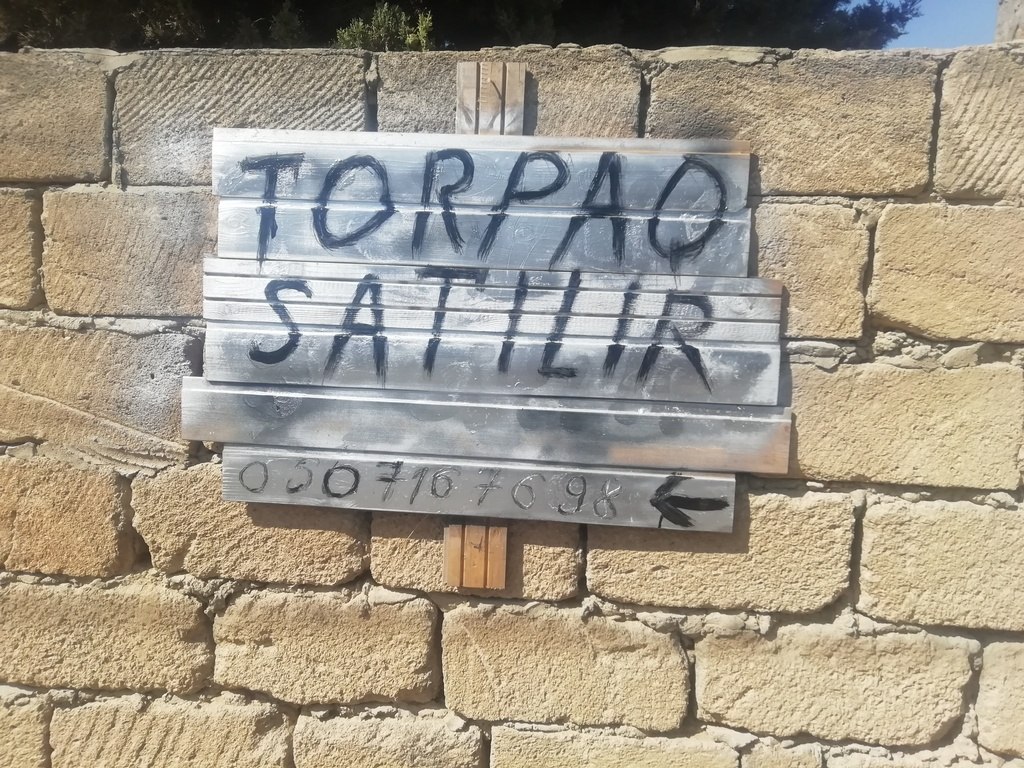 TORPAQ
SATILIR
0507167698 ←